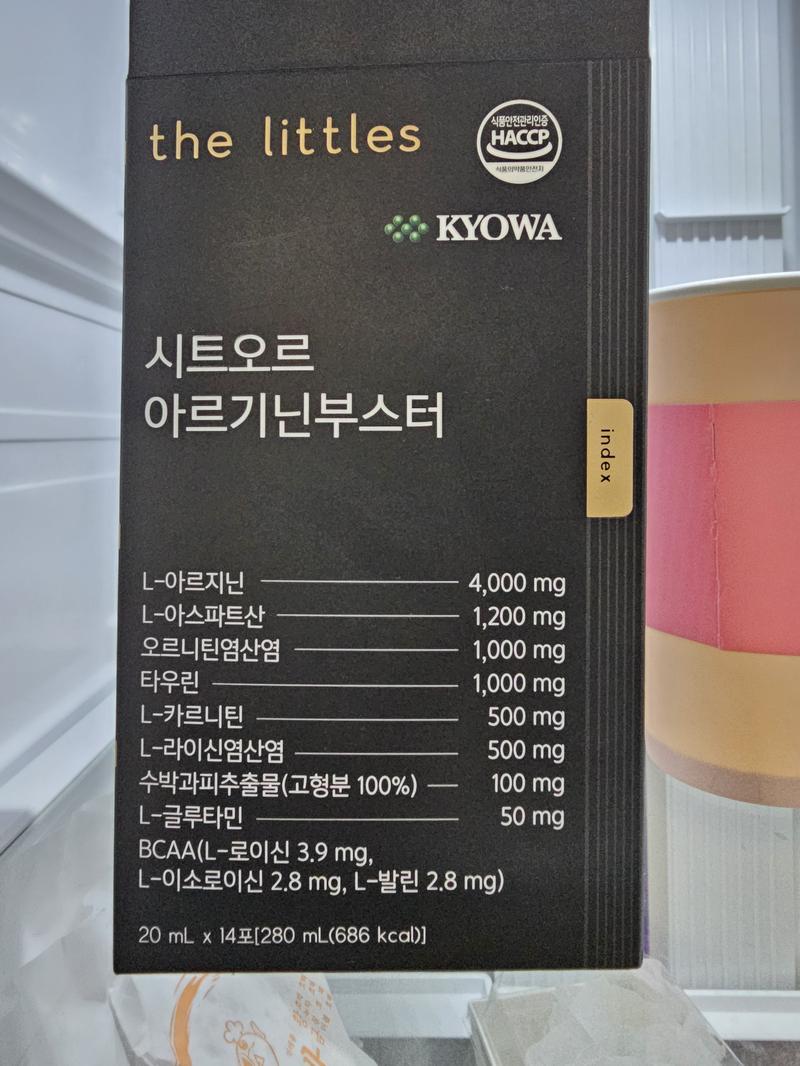 the littles
식품안전관리인증
HACCP
식품의약품안전처
KYOWA
시트오르
아르기닌부스터
index
L-아르지닌 4,000 mg
L-아스파트산 1,200 mg
오르니틴염산염 1,000 mg
타우린 1,000 mg
L-카르니틴 500 mg
L-라이신염산염 500 mg
수박과피추출물(고형분 100%) 100 mg
L-글루타민 50 mg
BCAA(L-로이신 3.9 mg,
L-이소로이신 2.8 mg, L-발린 2.8 mg)
20 mL x 14포[280 mL(686 kcal)]